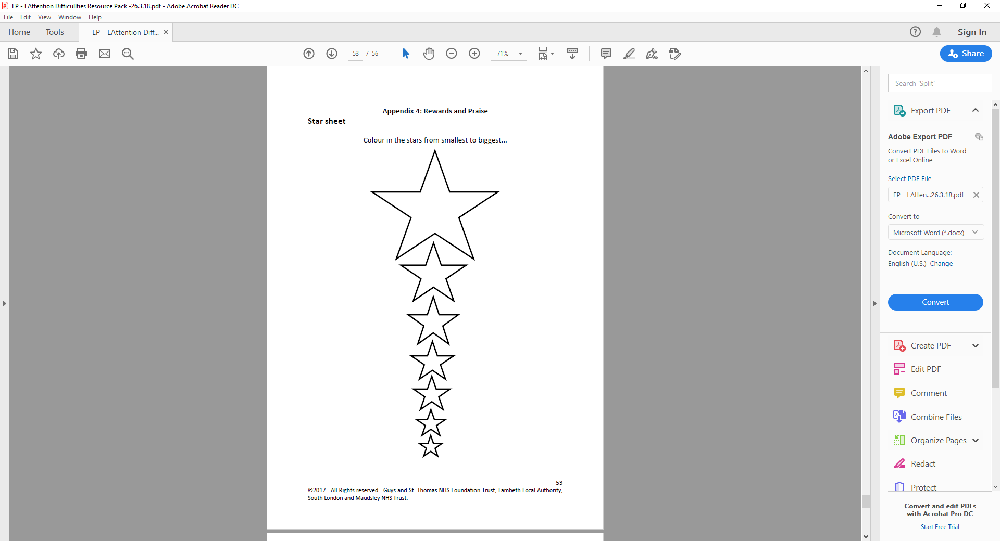 EP - LAttention Difficullties Resource Pack -26.3.18.pdf - Adobe Acrobat Reader DC
File Edit View Window Help
Home Tools EP - LAttention Diff... Sign In
53 / 56 71% Share
Appendix 4: Rewards and Praise
Star sheet
Colour in the stars from smallest to biggest...
53
©2017. All Rights reserved. Guys and St. Thomas NHS Foundation Trust; Lambeth Local Authority;
South London and Maudsley NHS Trust.
Search 'Split'
Export PDF
Adobe Export PDF
Convert PDF Files to Word
or Excel Online
Select PDF File
EP - LAtten...26.3.18.pdf
Convert to
Microsoft Word (*.docx)
Document Language:
English (U.S.) Change
Convert
Create PDF
Edit PDF
Comment
Combine Files
Organize Pages
Redact
Protect
Convert and edit PDFs
with Acrobat Pro DC
Start Free Trial